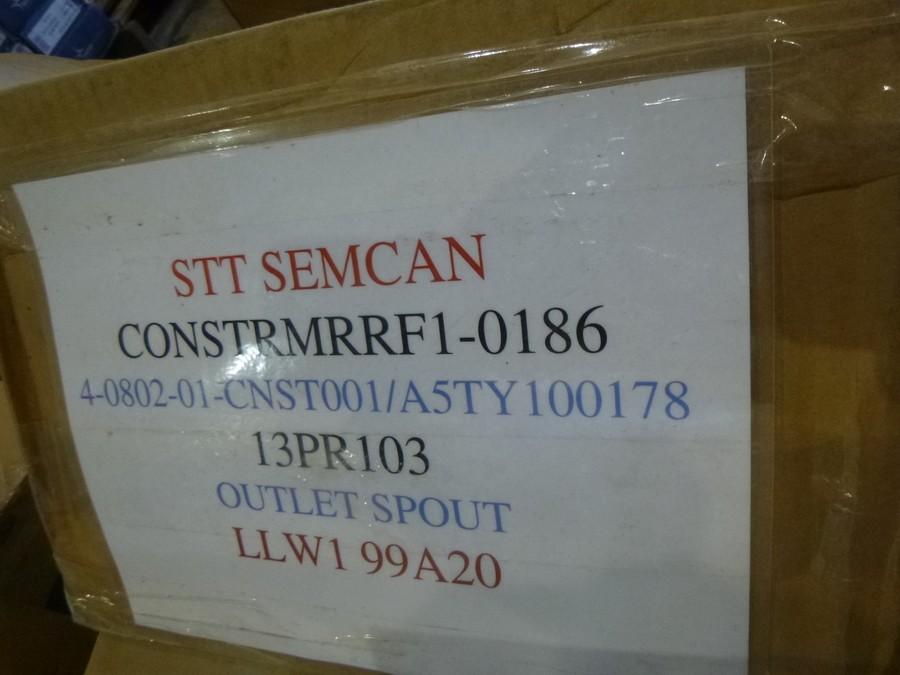 STT SEMCAN
CONSTRMRRF1-0186
4-0802-01-CNST001/A5TY100178
13PR103
OUTLET SPOUT
LLW1 99A20